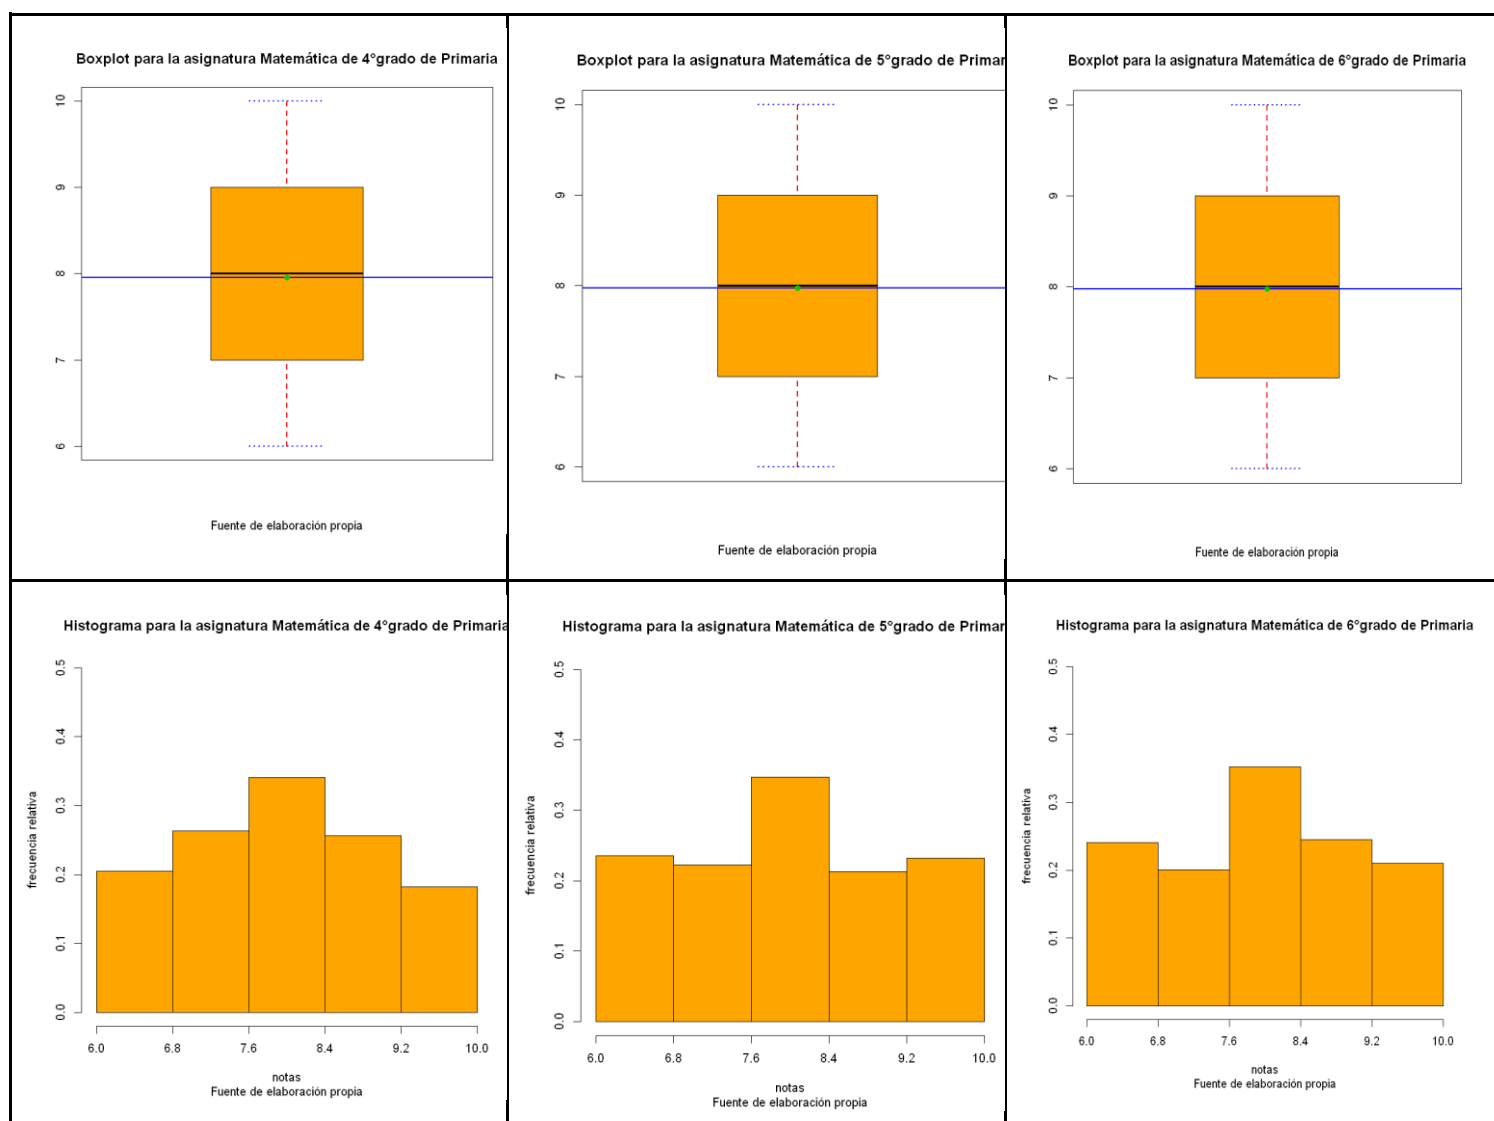 Boxplot para la asignatura Matemática de 4°grado de Primaria
10
9
8
7
6
Fuente de elaboración propia
Boxplot para la asignatura Matemática de 5°grado de Primar
10
9
8
7
6
Fuente de elaboración propia
Boxplot para la asignatura Matemática de 6°grado de Primaria
10
9
8
7
6
Fuente de elaboración propia
Histograma para la asignatura Matemática de 4°grado de Primaria
frecuencia relativa
0.5
0.4
0.3
0.2
0.1
0.0
6.0 6.8 7.6 8.4 9.2 10.0
notas
Fuente de elaboración propia
Histograma para la asignatura Matemática de 5°grado de Primar
frecuencia relativa
0.5
0.4
0.3
0.2
0.1
0.0
6.0 6.8 7.6 8.4 9.2 10.0
notas
Fuente de elaboración propia
Histograma para la asignatura Matemática de 6°grado de Primaria
frecuencia relativa
0.5
0.4
0.3
0.2
0.1
0.0
6.0 6.8 7.6 8.4 9.2 10.0
notas
Fuente de elaboración propia